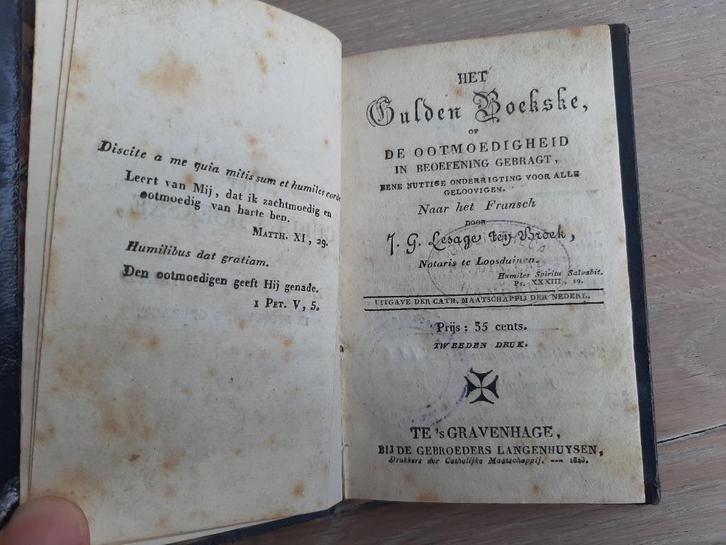 Discite a me quia mitis sum et humilis corde
Leert van Mij, dat ik zachtmoedig en
ootmoedig van harte ben.
MATTH. XI, 29.
Humilibus dat gratiam.
Den ootmoedigen geeft Hij genade.
1 PET. V, 5.
HET
Gulden Boekske,
OF
DE OOTMOEDIGHEID
IN BEOEFENING GEBRAGT,
EENE NUTTIGE ONDERRIGTING VOOR ALLE
GELOOVIGEN.
Naar het Fransch
DOOR
J. G. Lesage ten Broek,
Notaris te Loosduinen.
Humiles Spiritu Salvabit.
Ps. XXXIII, 19.
UITGAVE DER CATH. MAATSCHAPPIJ DER NEDERL.
Prijs: 35 cents.
TWEEDEN DRUK.
TE 's GRAVENHAGE,
BIJ DE GEBROEDERS LANGENHUYSEN,
Drukkers der Catholijke Maatschappij. —